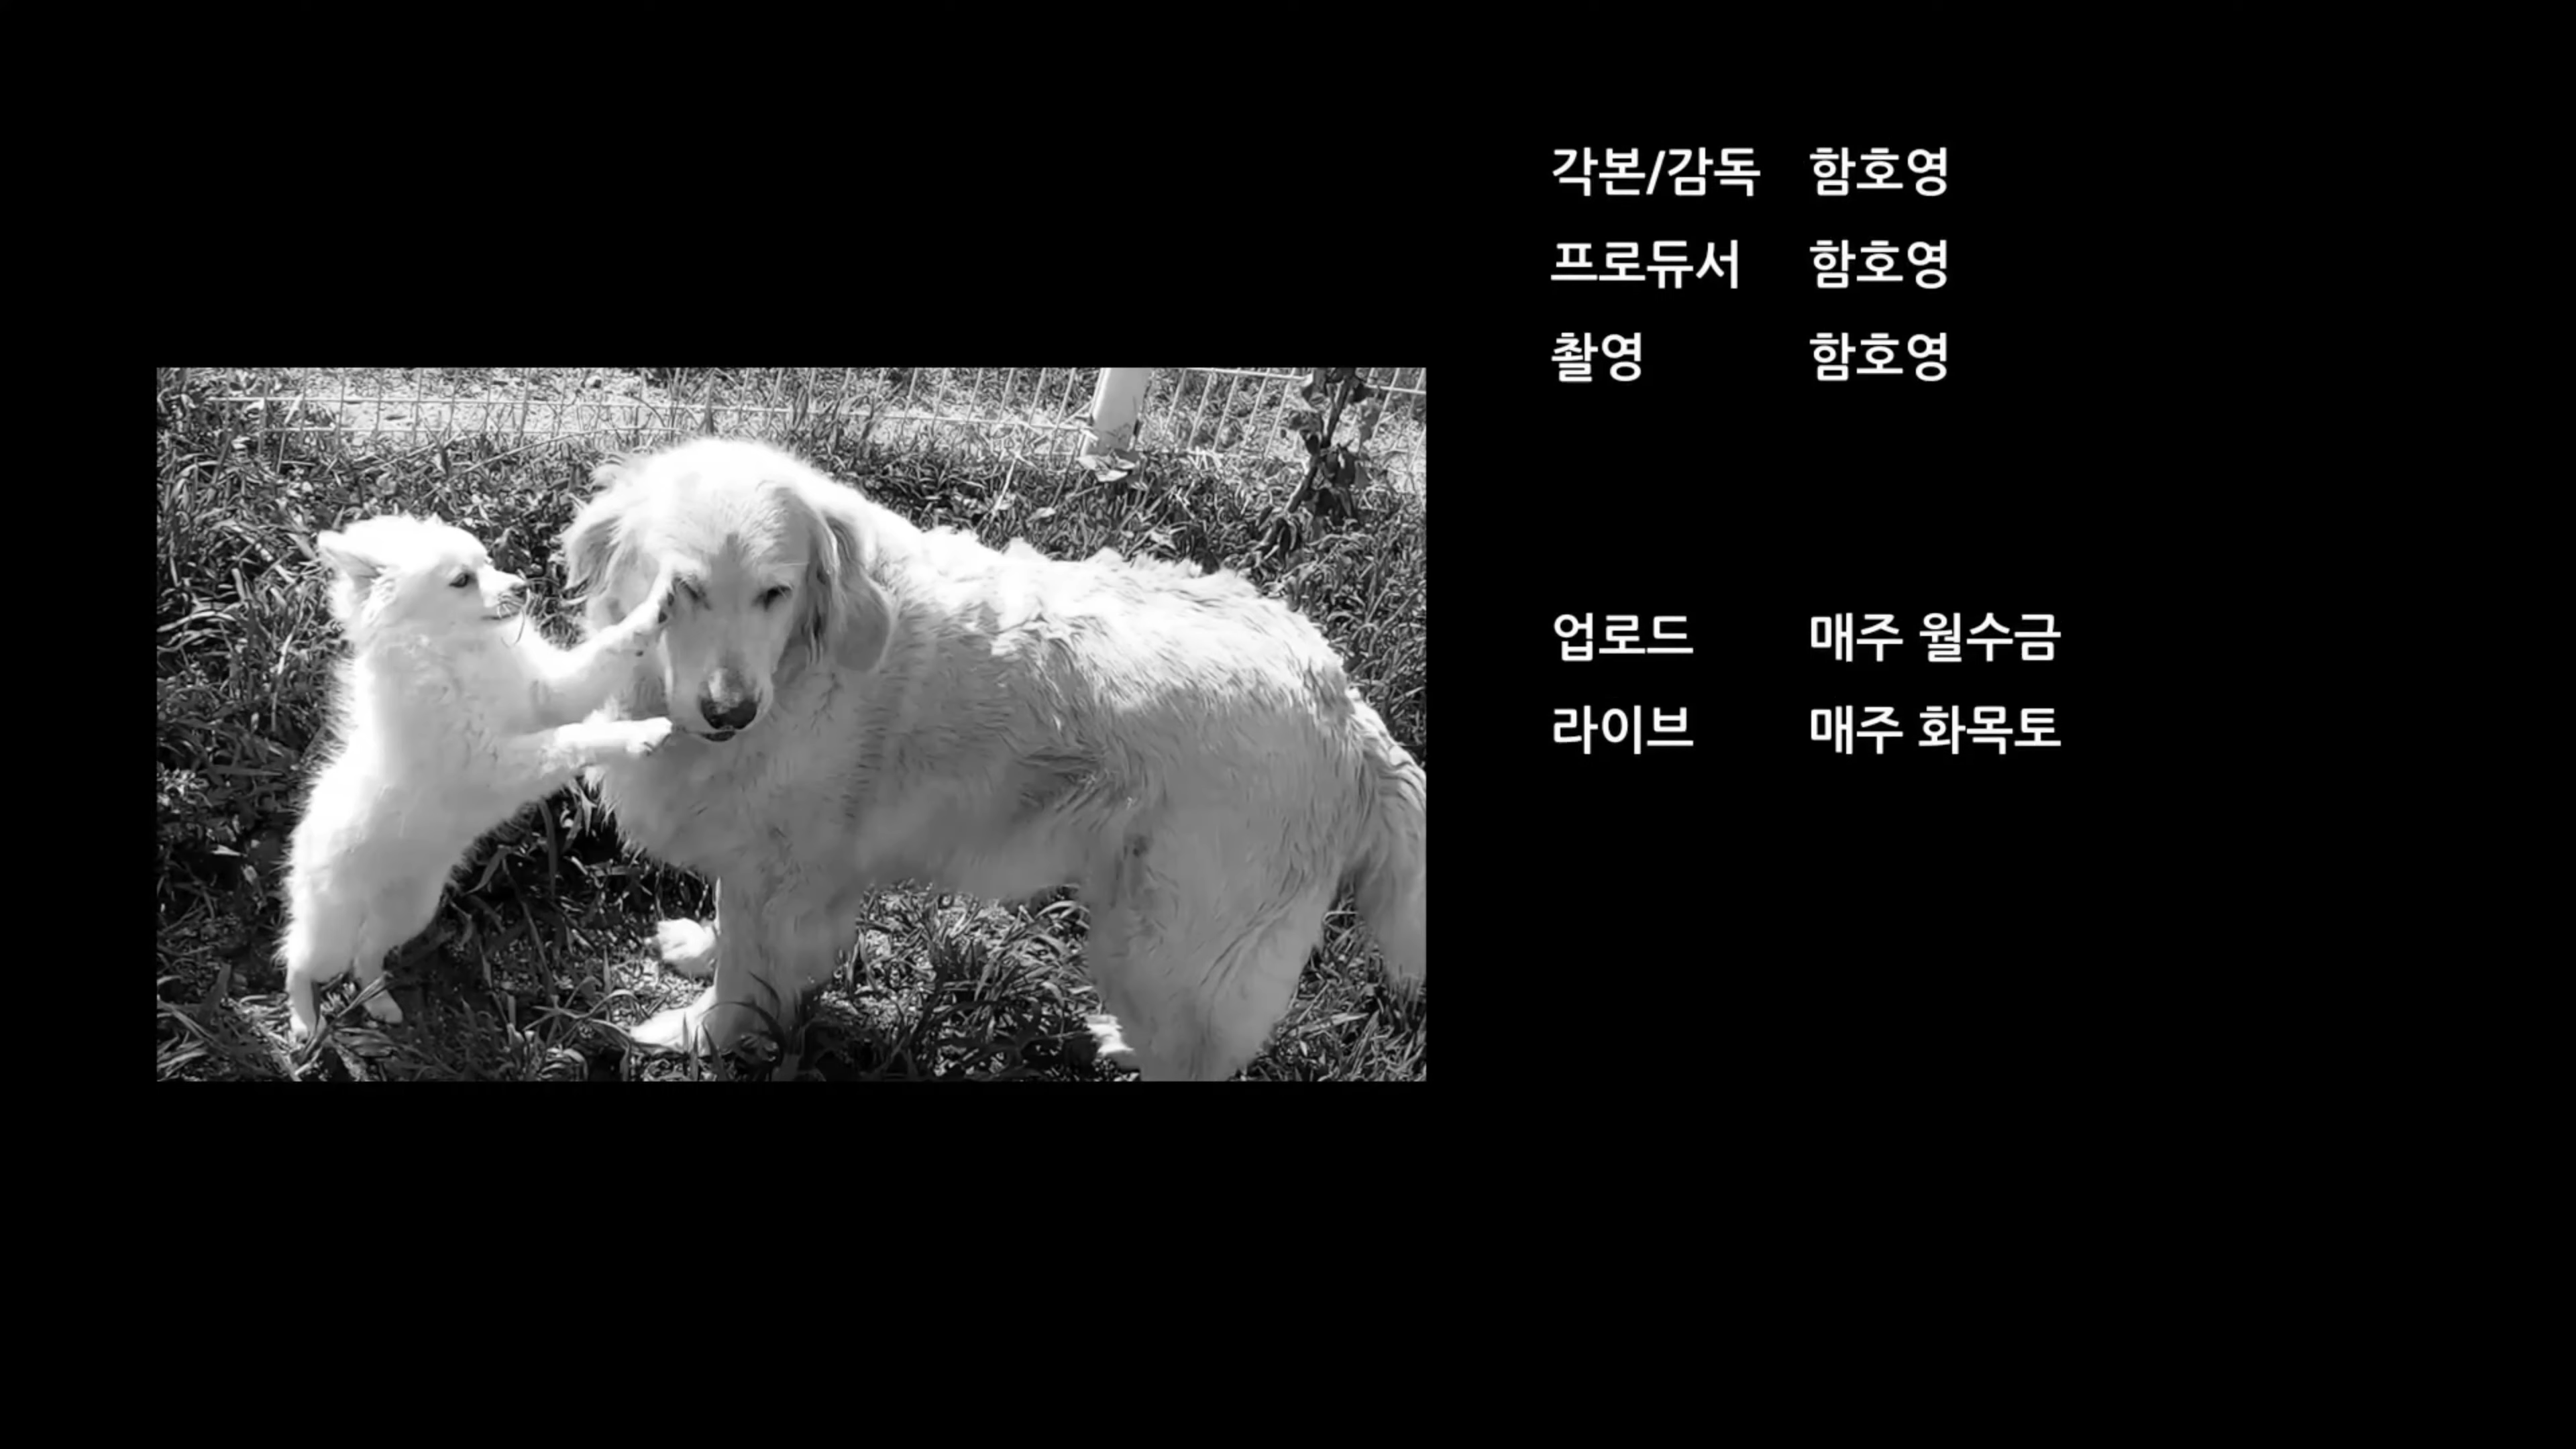 각본/감독 함호영
프로듀서 함호영
촬영 함호영
업로드 매주 월수금
라이브 매주 화목토